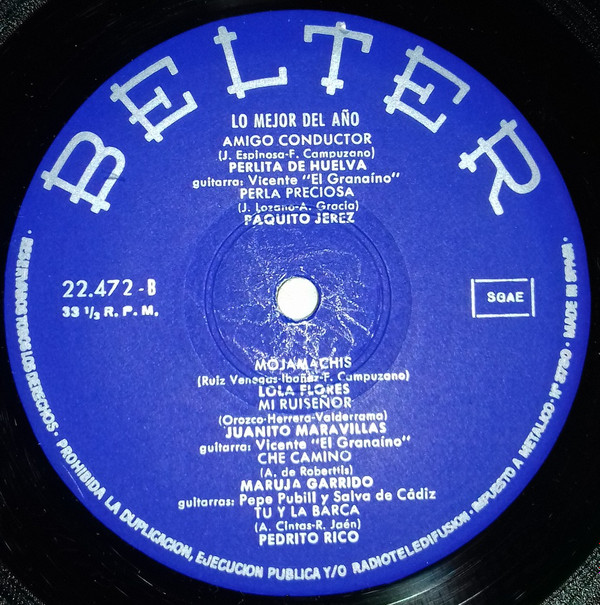 BELTER
LO MEJOR DEL AÑO
AMIGO CONDUCTOR
(J. Espinosa-F. Campuzano)
PERLITA DE HUELVA
guitarra: Vicente "El Granaíno"
PERLA PRECIOSA
(J. Lozano-A. Gracia)
PAQUITO JEREZ
22.472-B
33 1/3 R. P. M.
SGAE
MOJAMACHIS
(Ruiz Venegas-Ibañez-F. Campuzano)
LOLA FLORES
MI RUISEÑOR
(Orozco-Herrera-Valderrama)
JUANITO MARAVILLAS
guitarra: Vicente "El Granaíno"
CHE CAMINO
(A. de Robertiis)
MARUJA GARRIDO
guitarras: Pepe Pubill y Salva de Cádiz
TU Y LA BARCA
(A. Cintas-R. Jaén)
PEDRITO RICO
· RESERVADOS TODOS LOS DERECHOS · PROHIBIDA LA DUPLICACION, EJECUCION PUBLICA Y/O RADIOTELEDIFUSION · IMPUESTO A METALICO · MADE IN SPAIN ·